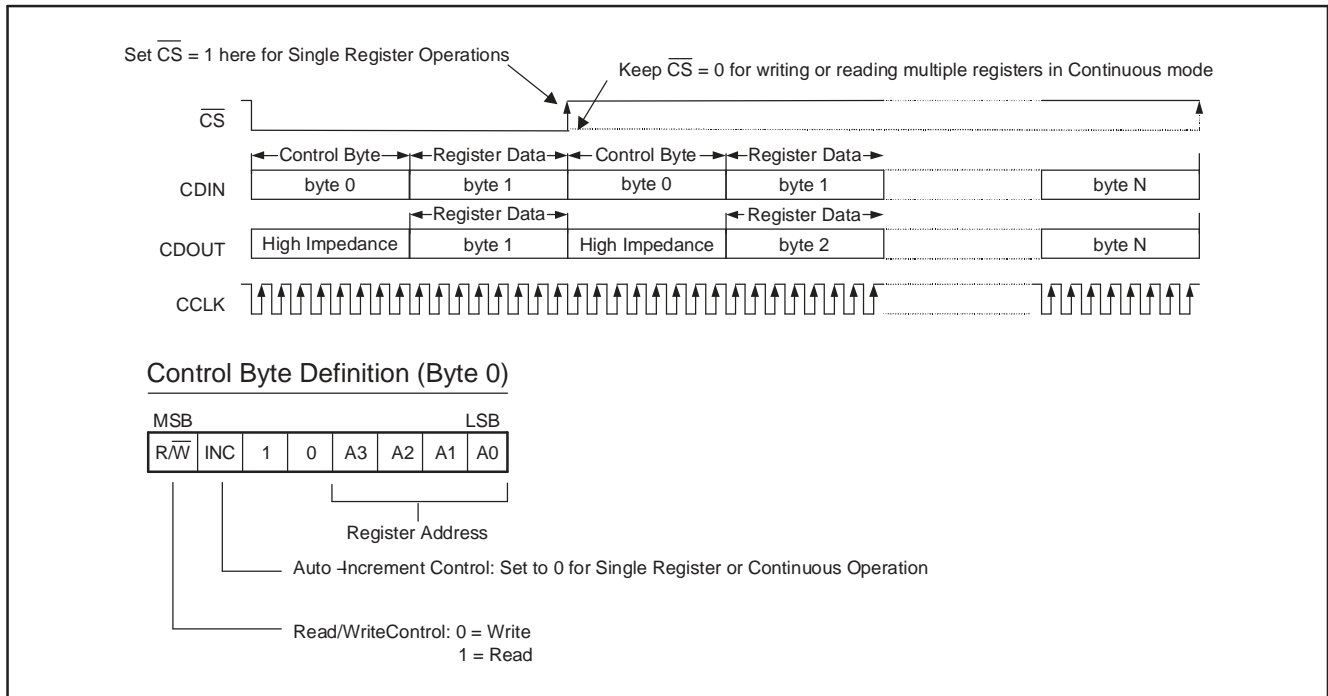 Set CS = 1 here for Single Register Operations
Keep CS = 0 for writing or reading multiple registers in Continuous mode
CS
Control Byte Register Data Control Byte Register Data
CDIN byte 0 byte 1 byte 0 byte 1 byte N
Register Data Register Data
CDOUT High Impedance byte 1 High Impedance byte 2 byte N
CCLK
Control Byte Definition (Byte 0)
MSB LSB
R/W INC 1 0 A3 A2 A1 A0
Register Address
Auto -Increment Control: Set to 0 for Single Register or Continuous Operation
Read/WriteControl: 0 = Write
1 = Read